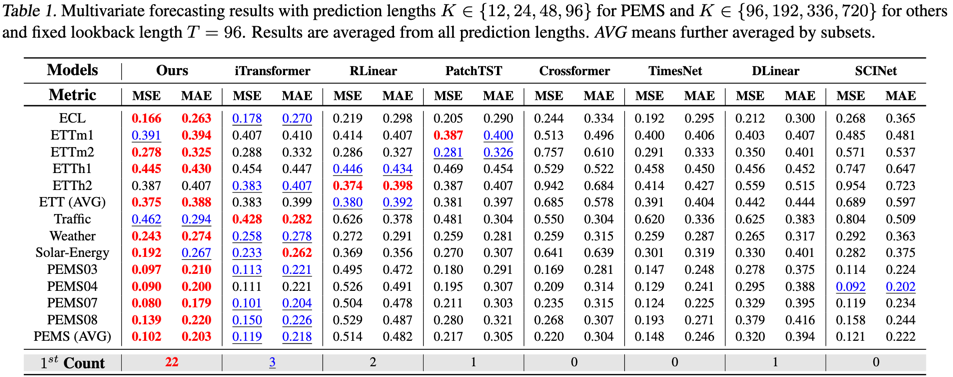 Table 1. Multivariate forecasting results with prediction lengths K ∈ {12, 24, 48, 96} for PEMS and K ∈ {96, 192, 336, 720} for others
and fixed lookback length T = 96. Results are averaged from all prediction lengths. AVG means further averaged by subsets.
Models Ours iTransformer RLinear PatchTST Crossformer TimesNet DLinear SCINet
Metric MSE MAE MSE MAE MSE MAE MSE MAE MSE MAE MSE MAE MSE MAE MSE MAE
ECL 0.166 0.263 0.178 0.270 0.219 0.298 0.205 0.290 0.244 0.334 0.192 0.295 0.212 0.300 0.268 0.365
ETTm1 0.391 0.394 0.407 0.410 0.414 0.407 0.387 0.400 0.513 0.496 0.400 0.406 0.403 0.407 0.485 0.481
ETTm2 0.278 0.325 0.288 0.332 0.286 0.327 0.281 0.326 0.757 0.610 0.291 0.333 0.350 0.401 0.571 0.537
ETTh1 0.445 0.430 0.454 0.447 0.446 0.434 0.469 0.454 0.529 0.522 0.458 0.450 0.456 0.452 0.747 0.647
ETTh2 0.387 0.407 0.383 0.407 0.374 0.398 0.387 0.407 0.942 0.684 0.414 0.427 0.559 0.515 0.954 0.723
ETT (AVG) 0.375 0.388 0.383 0.399 0.380 0.392 0.381 0.397 0.685 0.578 0.391 0.404 0.442 0.444 0.689 0.597
Traffic 0.462 0.294 0.428 0.282 0.626 0.378 0.481 0.304 0.550 0.304 0.620 0.336 0.625 0.383 0.804 0.509
Weather 0.243 0.274 0.258 0.278 0.272 0.291 0.259 0.281 0.259 0.315 0.259 0.287 0.265 0.317 0.292 0.363
Solar-Energy 0.192 0.267 0.233 0.262 0.369 0.356 0.270 0.307 0.641 0.639 0.301 0.319 0.330 0.401 0.282 0.375
PEMS03 0.097 0.210 0.113 0.221 0.495 0.472 0.180 0.291 0.169 0.281 0.147 0.248 0.278 0.375 0.114 0.224
PEMS04 0.090 0.200 0.111 0.221 0.526 0.491 0.195 0.307 0.209 0.314 0.129 0.241 0.295 0.388 0.092 0.202
PEMS07 0.080 0.179 0.101 0.204 0.504 0.478 0.211 0.303 0.235 0.315 0.124 0.225 0.329 0.395 0.119 0.234
PEMS08 0.139 0.220 0.150 0.226 0.529 0.487 0.280 0.321 0.268 0.307 0.193 0.271 0.379 0.416 0.158 0.244
PEMS (AVG) 0.102 0.203 0.119 0.218 0.514 0.482 0.217 0.305 0.220 0.304 0.148 0.246 0.320 0.394 0.121 0.222
1st Count 22 3 2 1 0 0 1 0